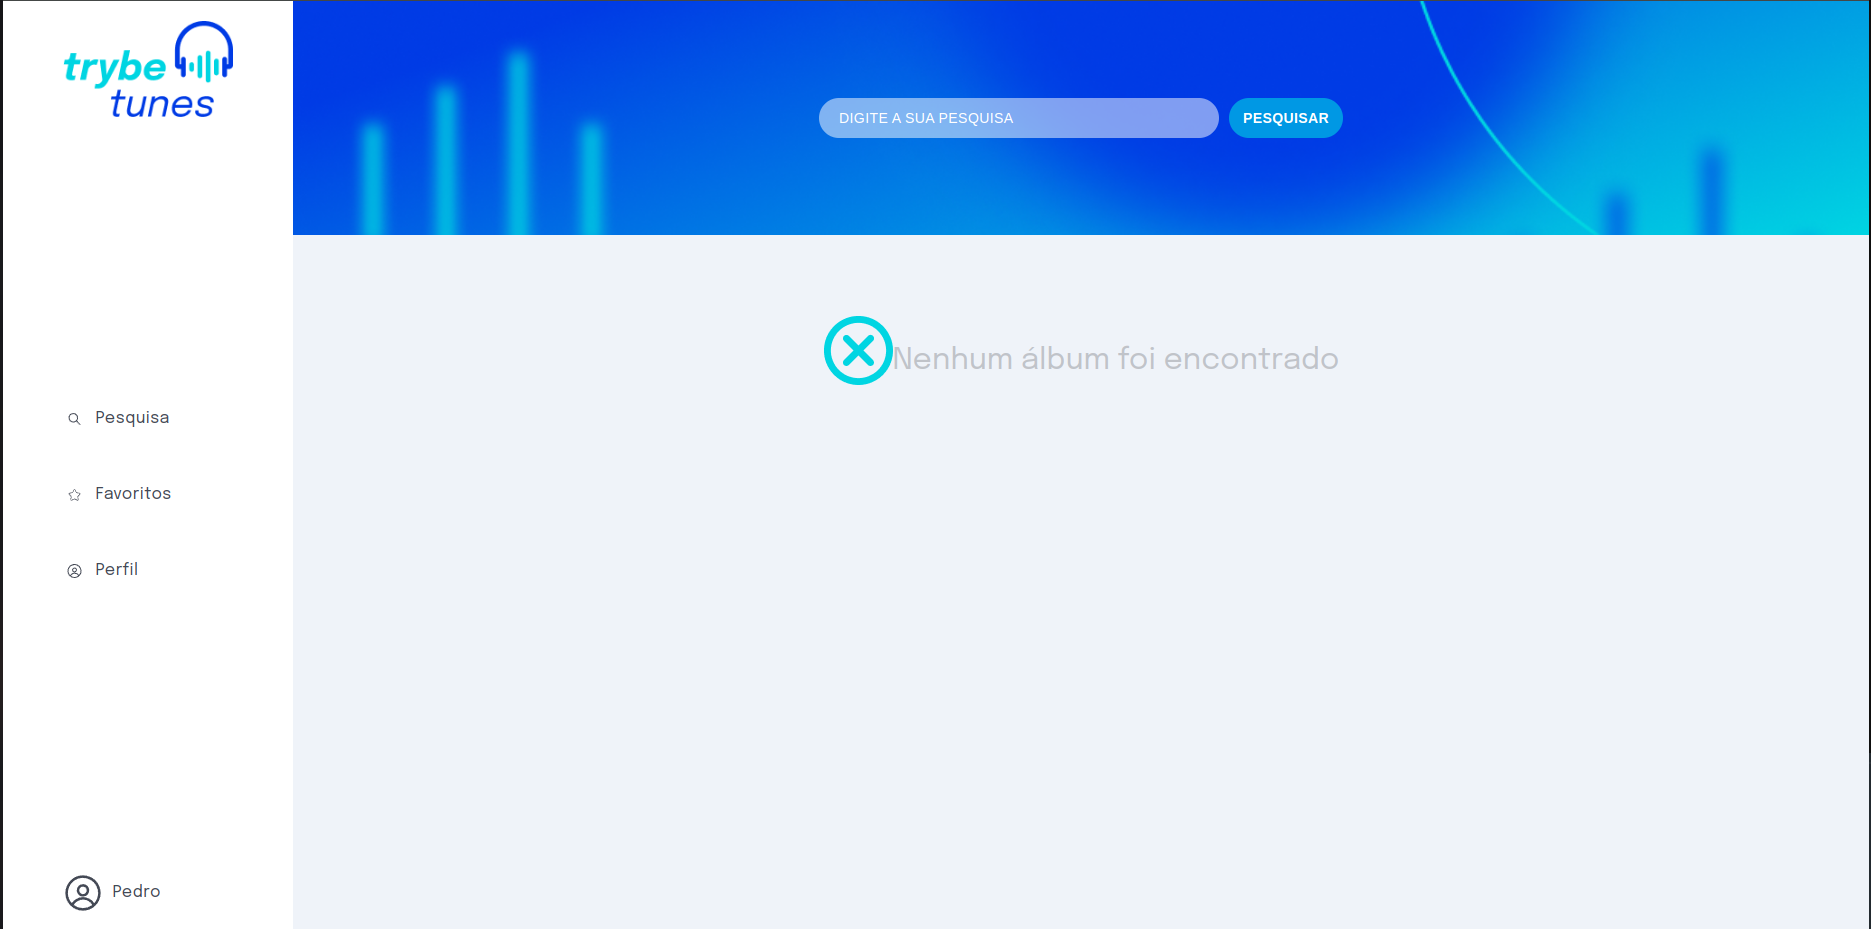 trybe
tunes
DIGITE A SUA PESQUISA
PESQUISAR
Nenhum álbum foi encontrado
Pesquisa
Favoritos
Perfil
Pedro